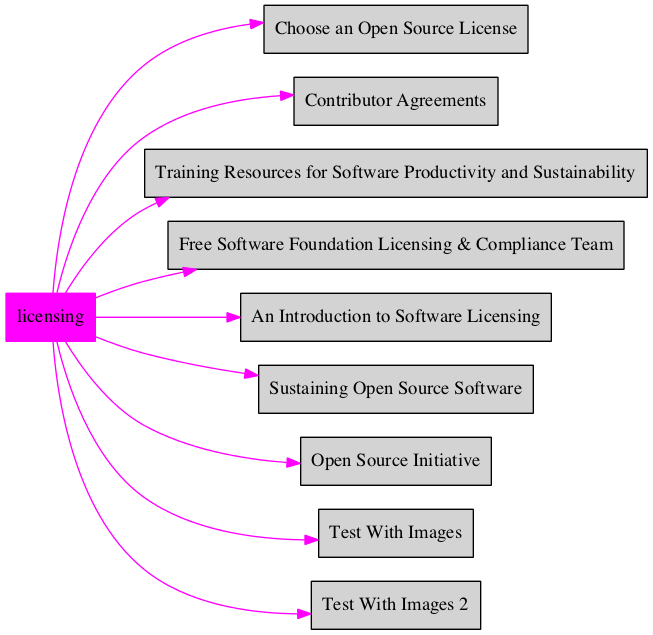 Choose an Open Source License
Contributor Agreements
Training Resources for Software Productivity and Sustainability
Free Software Foundation Licensing & Compliance Team
licensing
An Introduction to Software Licensing
Sustaining Open Source Software
Open Source Initiative
Test With Images
Test With Images 2